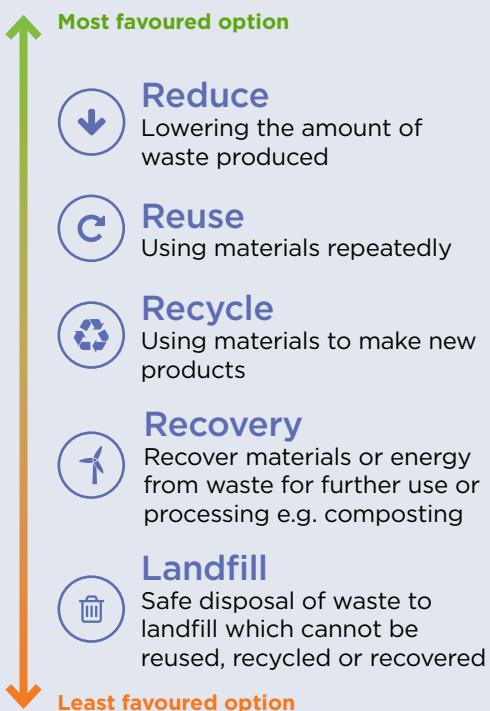 Most favoured option
Reduce
Lowering the amount of
waste produced
Reuse
Using materials repeatedly
Recycle
Using materials to make new
products
Recovery
Recover materials or energy
from waste for further use or
processing e.g. composting
Landfill
Safe disposal of waste to
landfill which cannot be
reused, recycled or recovered
Least favoured option